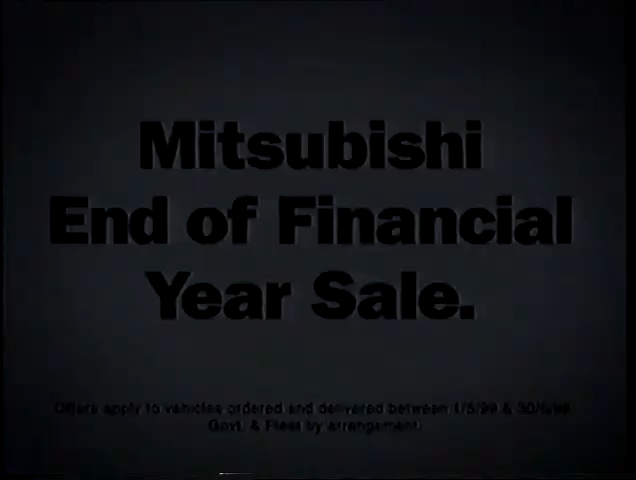 Mitsubishi
End of Financial
Year Sale.
Offers apply to vehicles ordered and delivered between 1/5/99 & 30/6/99.
Govt. & Fleet by arrangement.